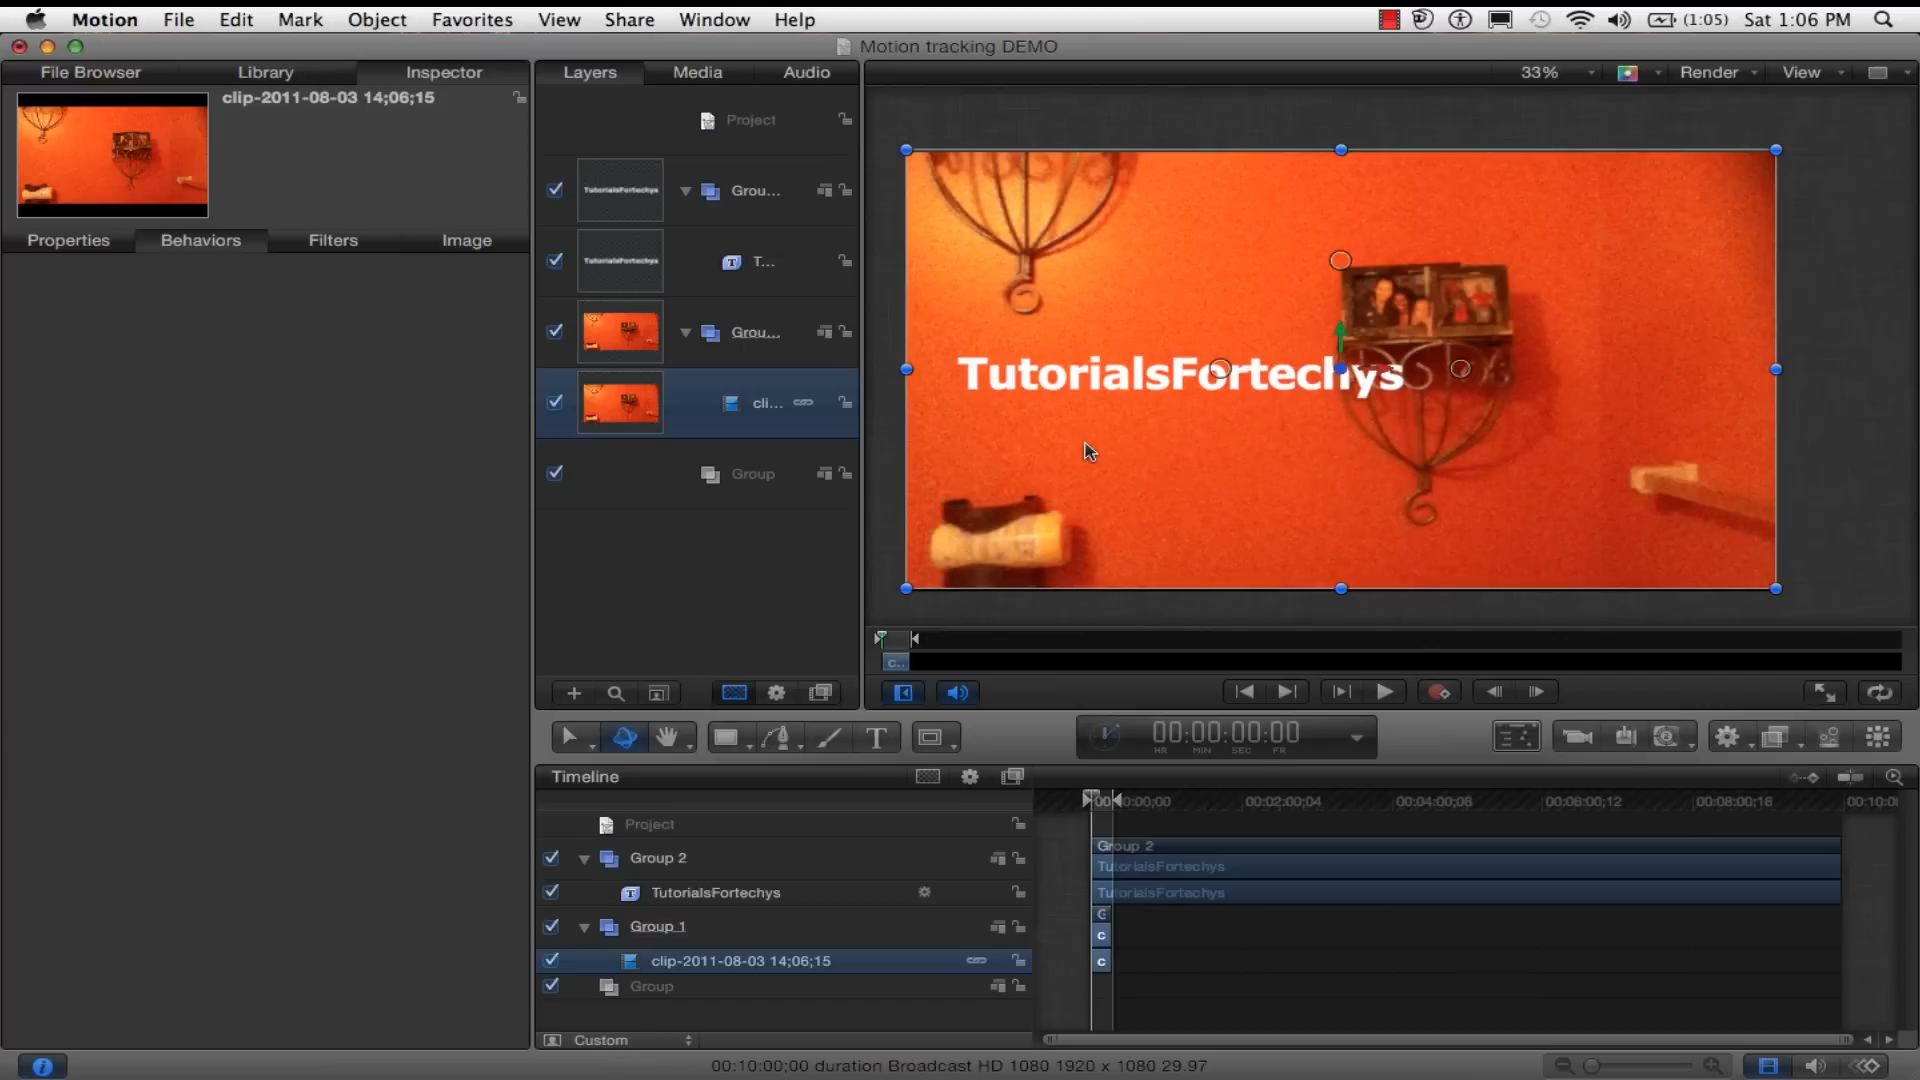 Motion File Edit Mark Object Favorites View Share Window Help (1:05) Sat 1:06 PM
Motion tracking DEMO
File Browser Library Inspector Layers Media Audio 33% Render View
clip-2011-08-03 14;06;15
Project
TutorialsFortechys Grou...
Properties Behaviors Filters Image
TutorialsFortechys T T...
Grou...
TutorialsFortechys
cli...
Group
c..
T 00:00:00:00
HR MIN SEC FR
Timeline
00:00;00 00:02:00;04 00:04:00;08 00:06:00;12 00:08:00;16
Project
Group 2 Group 2
TutorialsFortechys
T TutorialsFortechys TutorialsFortechys
Group 1
c
clip-2011-08-03 14;06;15 c
Group
Custom
00:10:00;00 duration Broadcast HD 1080 1920 x 1080 29.97